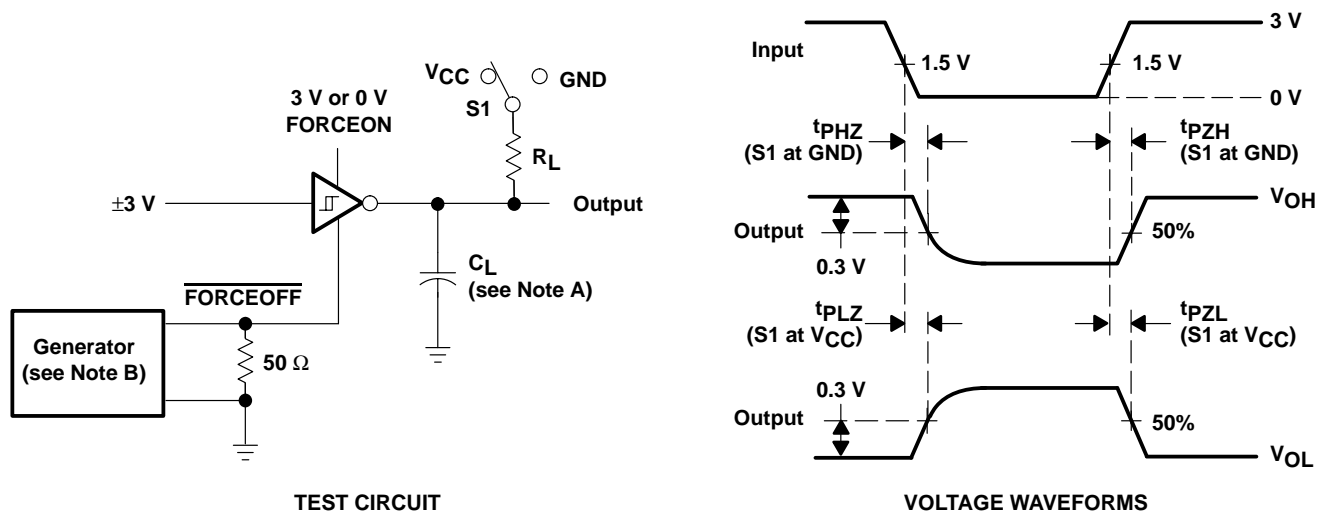 VCC
GND
S1
3 V or 0 V
FORCEON
RL
±3 V
Output
CL
(see Note A)
FORCEOFF
Generator
(see Note B)
50 Ω
TEST CIRCUIT
3 V
Input
1.5 V
1.5 V
0 V
tPHZ
(S1 at GND)
tPZH
(S1 at GND)
VOH
Output
50%
0.3 V
tPLZ
(S1 at VCC)
tPZL
(S1 at VCC)
0.3 V
Output
50%
VOL
VOLTAGE WAVEFORMS